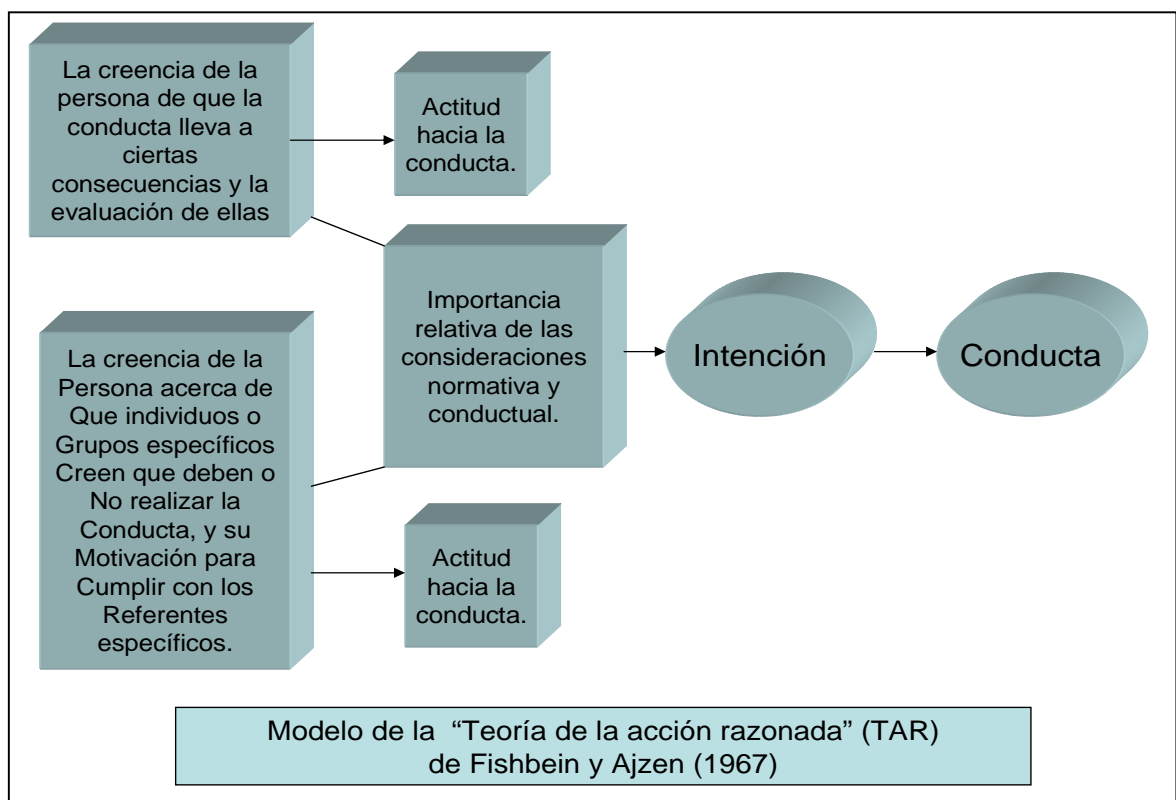 La creencia de la
persona de que la
conducta lleva a
ciertas
consecuencias y la
evaluación de ellas
Actitud
hacia la
conducta.
Importancia
relativa de las
consideraciones
normativa y
conductual.
Intención
Conducta
La creencia de la
Persona acerca de
Que individuos o
Grupos específicos
Creen que deben o
No realizar la
Conducta, y su
Motivación para
Cumplir con los
Referentes
específicos.
Actitud
hacia la
conducta.
Modelo de la “Teoría de la acción razonada” (TAR)
de Fishbein y Ajzen (1967)